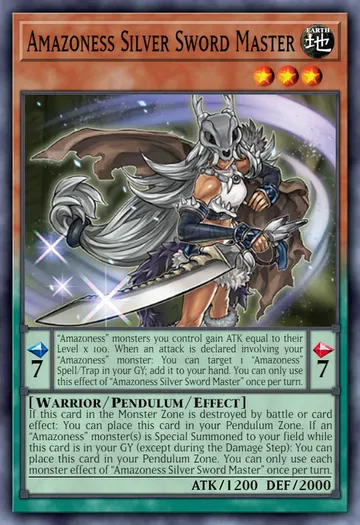 Amazoness Silver Sword Master
EARTH
地
"Amazoness" monsters you control gain ATK equal to their
Level x 100. When an attack is declared involving your
"Amazoness" monster: You can target 1 "Amazoness"
Spell/Trap in your GY; add it to your hand. You can only use
this effect of "Amazoness Silver Sword Master" once per turn.
7
7
[Warrior/Pendulum/Effect]
If this card in the Monster Zone is destroyed by battle or card
effect: You can place this card in your Pendulum Zone. If an
"Amazoness" monster(s) is Special Summoned to your field while
this card is in your GY (except during the Damage Step): You can
place this card in your Pendulum Zone. You can only use each
monster effect of "Amazoness Silver Sword Master" once per turn.
ATK/1200 DEF/2000